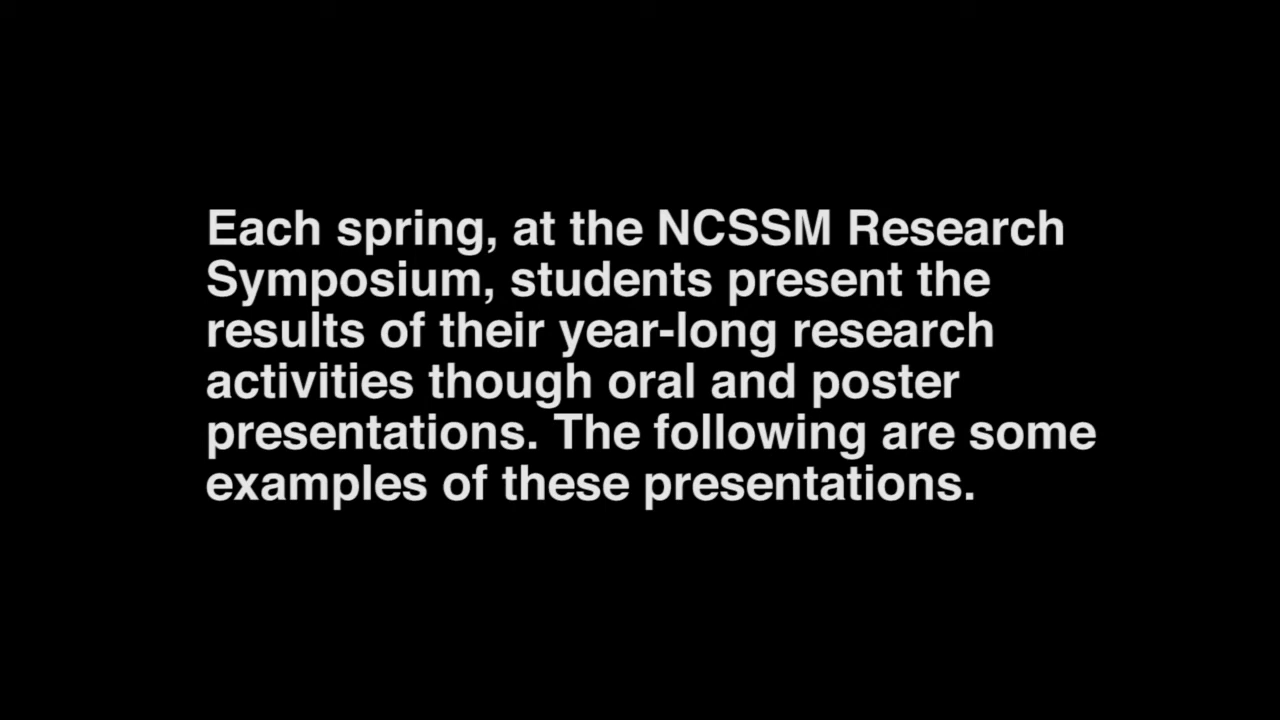 Each spring, at the NCSSM Research
Symposium, students present the
results of their year-long research
activities though oral and poster
presentations. The following are some
examples of these presentations.